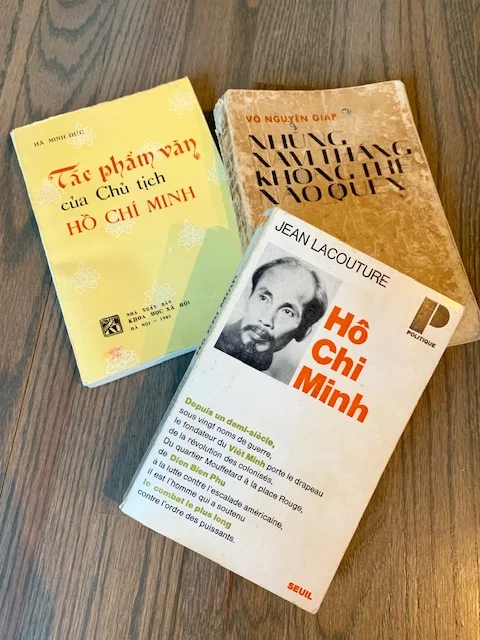 HÀ MINH ĐỨC
Tác phẩm văn
của Chủ tịch
HỒ CHÍ MINH
NHÀ XUẤT BẢN
KHOA HỌC XÃ HỘI
HÀ NỘI - 1985
VÕ NGUYÊN GIÁP
NHỮNG
NĂM THÁNG
KHÔNG THỂ
NÀO QUÊN
JEAN LACOUTURE
P
POLITIQUE
Hô
Chi
Minh
Depuis un demi-siècle,
sous vingt noms de guerre,
le fondateur du Viêt Minh porte le drapeau
de la révolution des colonisés.
Du quartier Mouffetard à la place Rouge,
de Dien Bien Phu
à la lutte contre l'escalade américaine,
il est l'homme qui a soutenu
le combat le plus long
contre l'ordre des puissants.
SEUIL